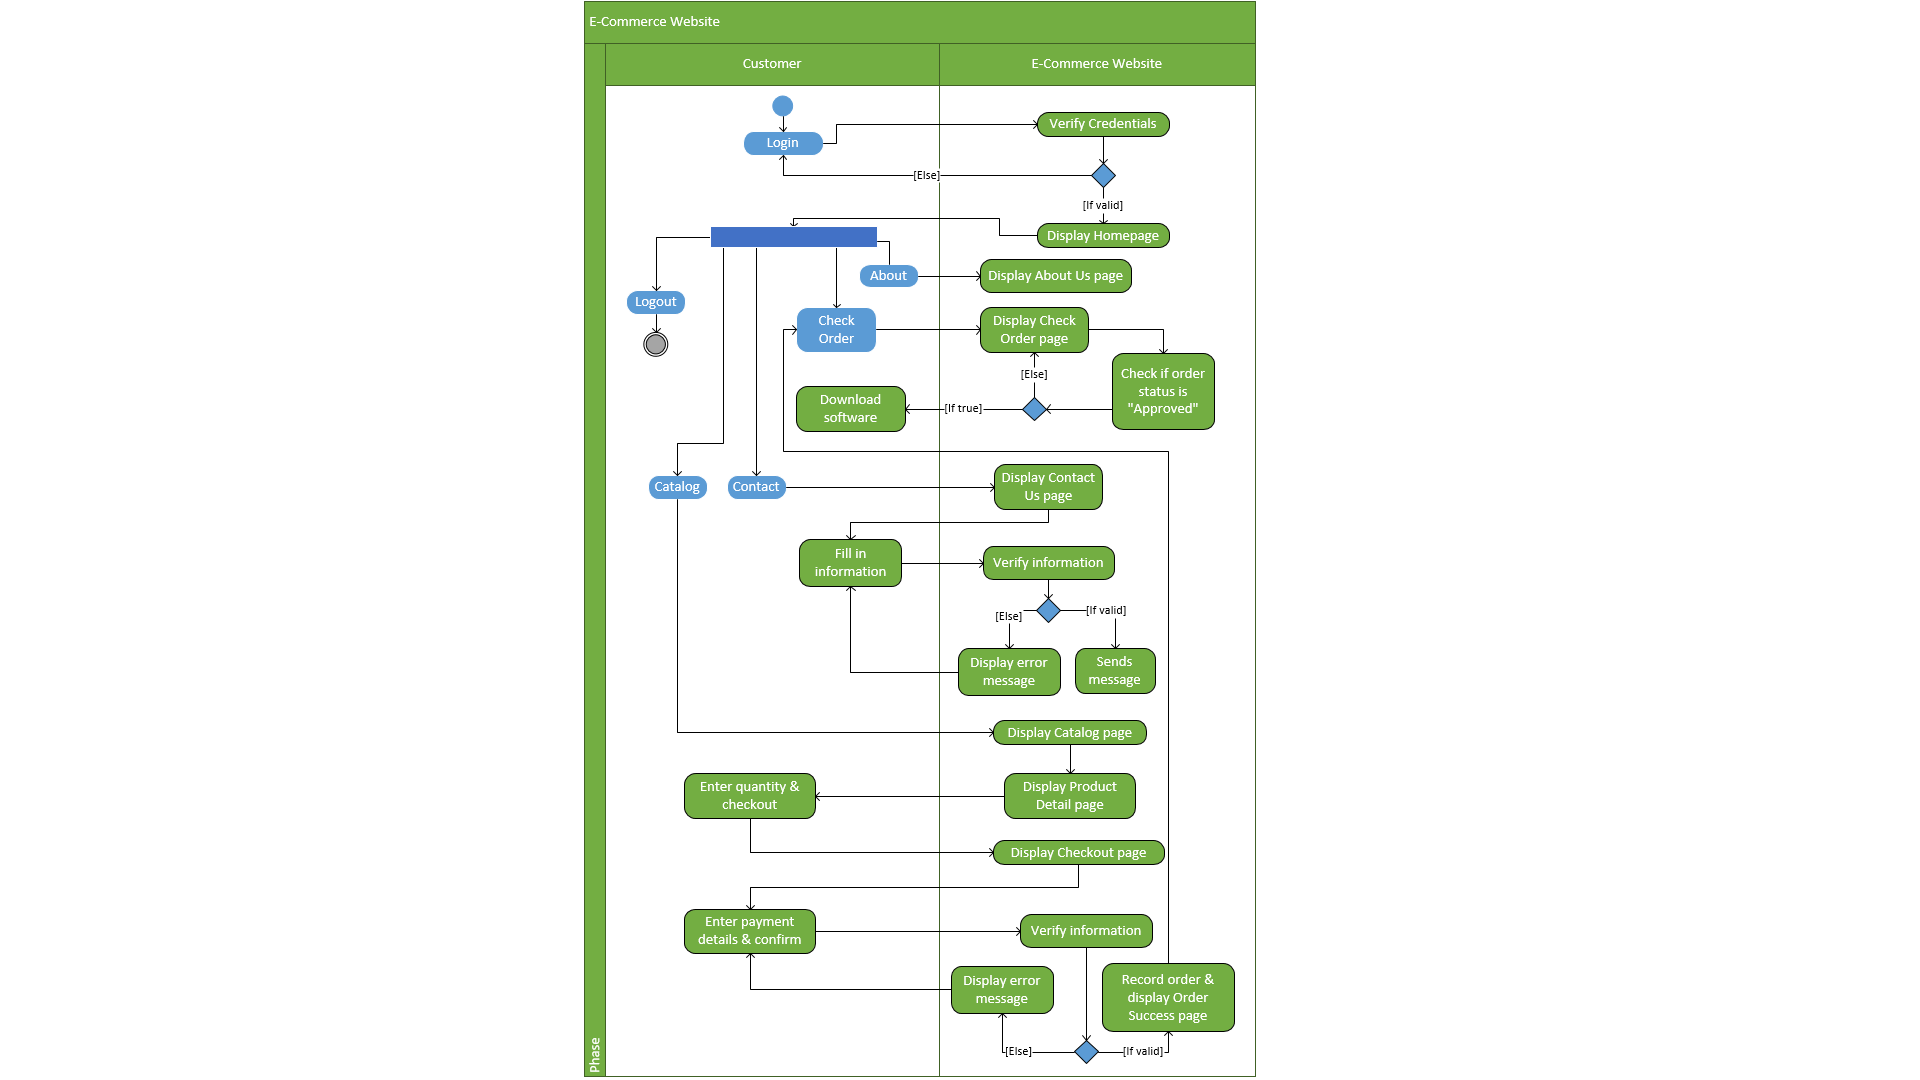 E-Commerce Website
Customer
E-Commerce Website
Login
Verify Credentials
[Else]
[If valid]
Display Homepage
About
Display About Us page
Logout
Check
Order
Display Check
Order page
[Else]
Check if order
status is
"Approved"
Download
software
[If true]
Catalog
Contact
Display Contact
Us page
Fill in
information
Verify information
[Else]
[If valid]
Display error
message
Sends
message
Display Catalog page
Enter quantity &
checkout
Display Product
Detail page
Display Checkout page
Enter payment
details & confirm
Verify information
Display error
message
Record order &
display Order
Success page
[Else]
[If valid]
Phase